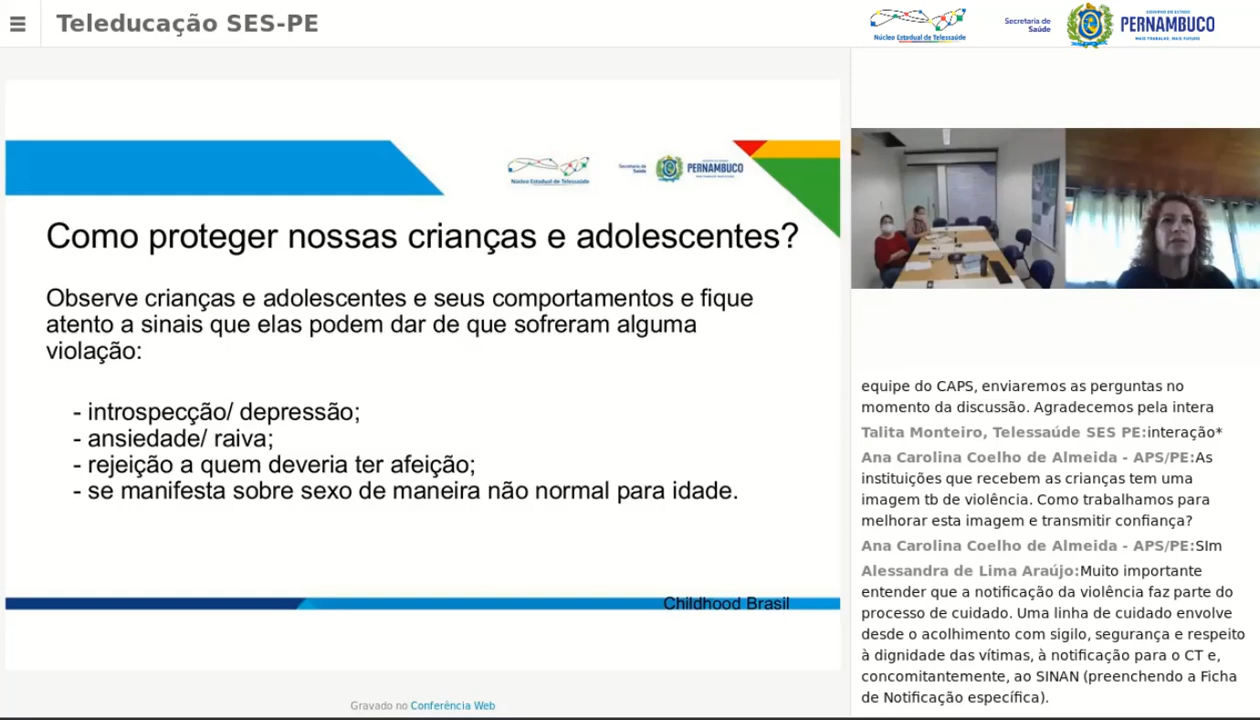 Teleducação SES-PE
Núcleo Estadual de Telessaúde
Secretaria de
Saúde
GOVERNO DO ESTADO
PERNAMBUCO
MAIS TRABALHO, MAIS FUTURO
Núcleo Estadual de Telessaúde
Secretaria de
Saúde
PERNAMBUCO
Como proteger nossas crianças e adolescentes?
Observe crianças e adolescentes e seus comportamentos e fique
atento a sinais que elas podem dar de que sofreram alguma
violação:
- introspecção/ depressão;
- ansiedade/ raiva;
- rejeição a quem deveria ter afeição;
- se manifesta sobre sexo de maneira não normal para idade.
Childhood Brasil
Gravado no Conferência Web
equipe do CAPS, enviaremos as perguntas no
momento da discussão. Agradecemos pela intera
Talita Monteiro, Telessaúde SES PE:interação*
Ana Carolina Coelho de Almeida - APS/PE:As
instituições que recebem as crianças tem uma
imagem tb de violência. Como trabalhamos para
melhorar esta imagem e transmitir confiança?
Ana Carolina Coelho de Almeida - APS/PE:SIm
Alessandra de Lima Araújo:Muito importante
entender que a notificação da violência faz parte do
processo de cuidado. Uma linha de cuidado envolve
desde o acolhimento com sigilo, segurança e respeito
à dignidade das vítimas, à notificação para o CT e,
concomitantemente, ao SINAN (preenchendo a Ficha
de Notificação específica).